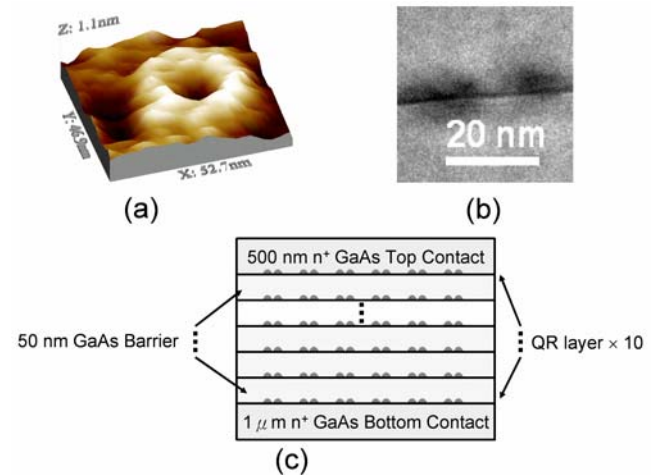 Z: 1.1nm
Y: 46.9nm
X: 52.7nm
(a)
20 nm
(b)
500 nm n⁺ GaAs Top Contact
50 nm GaAs Barrier
QR layer × 10
1 μm n⁺ GaAs Bottom Contact
(c)